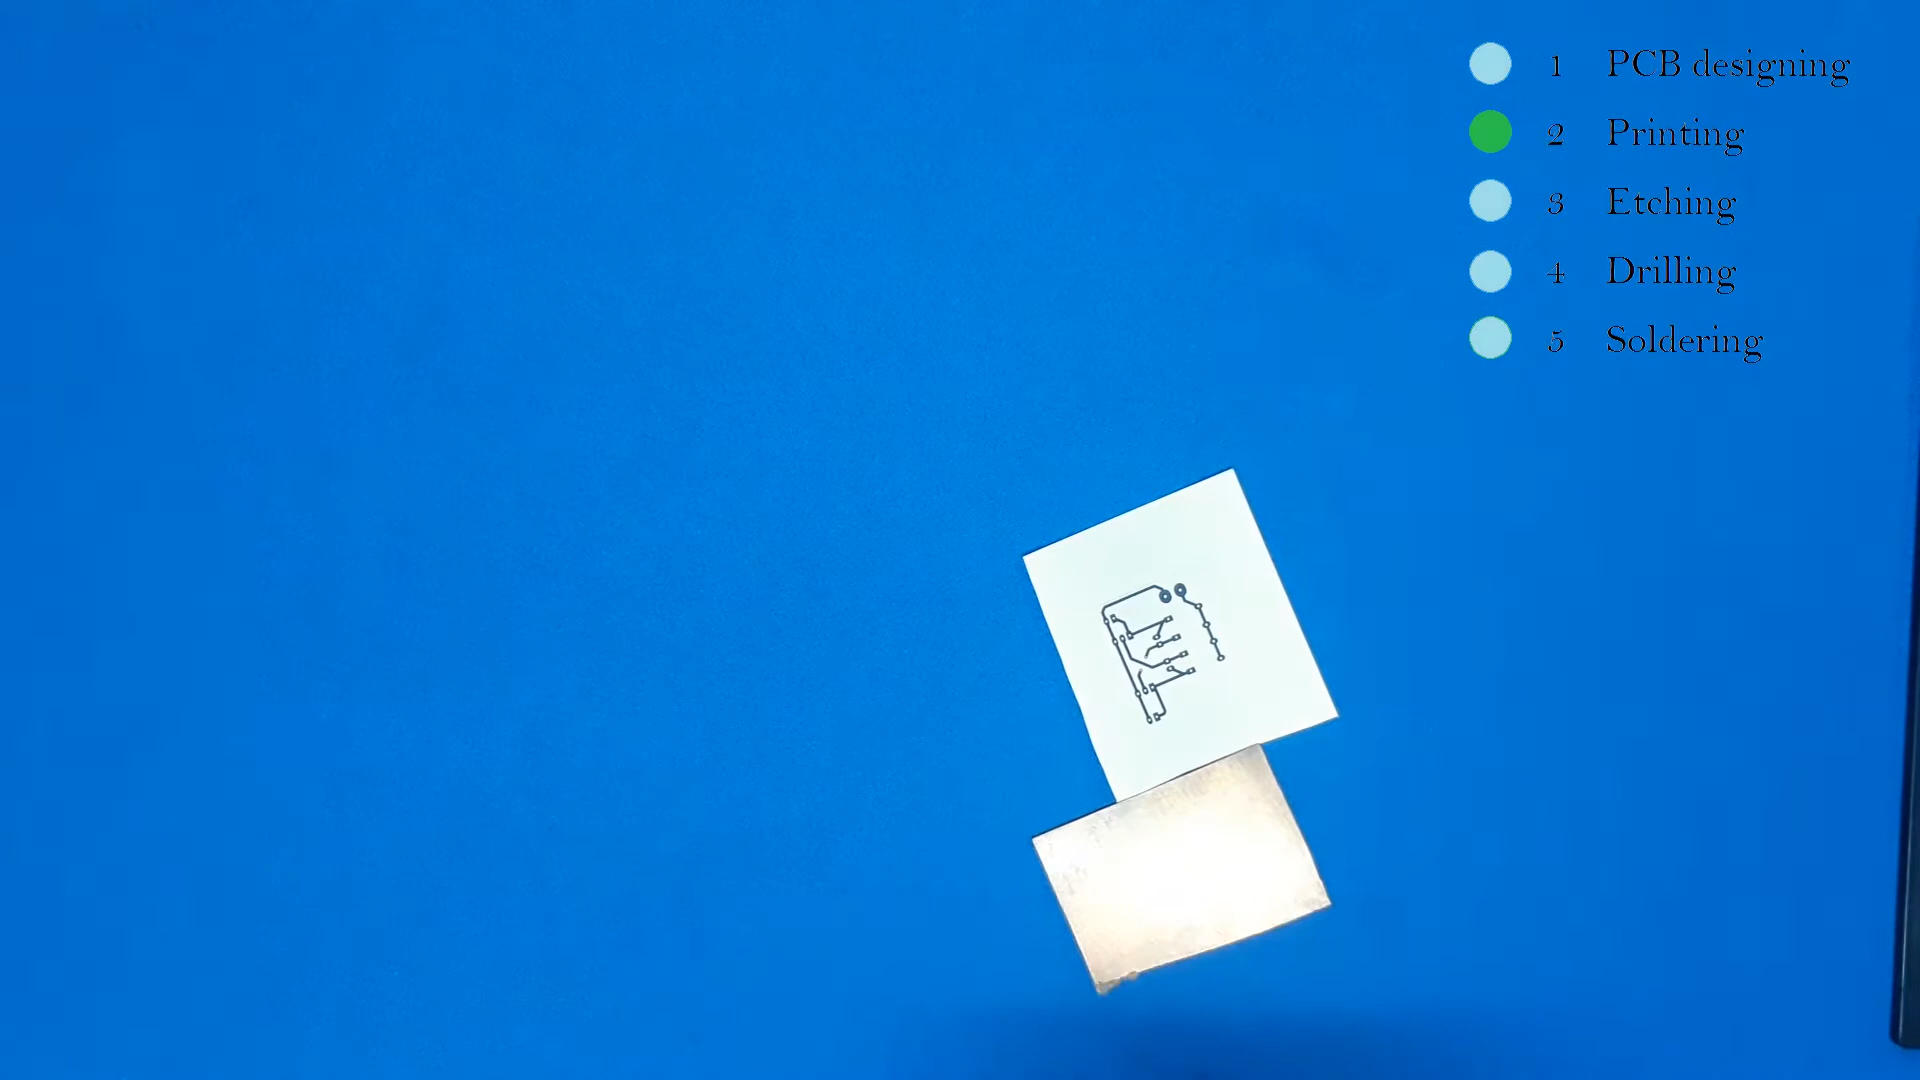 1 PCB designing
2 Printing
3 Etching
4 Drilling
5 Soldering